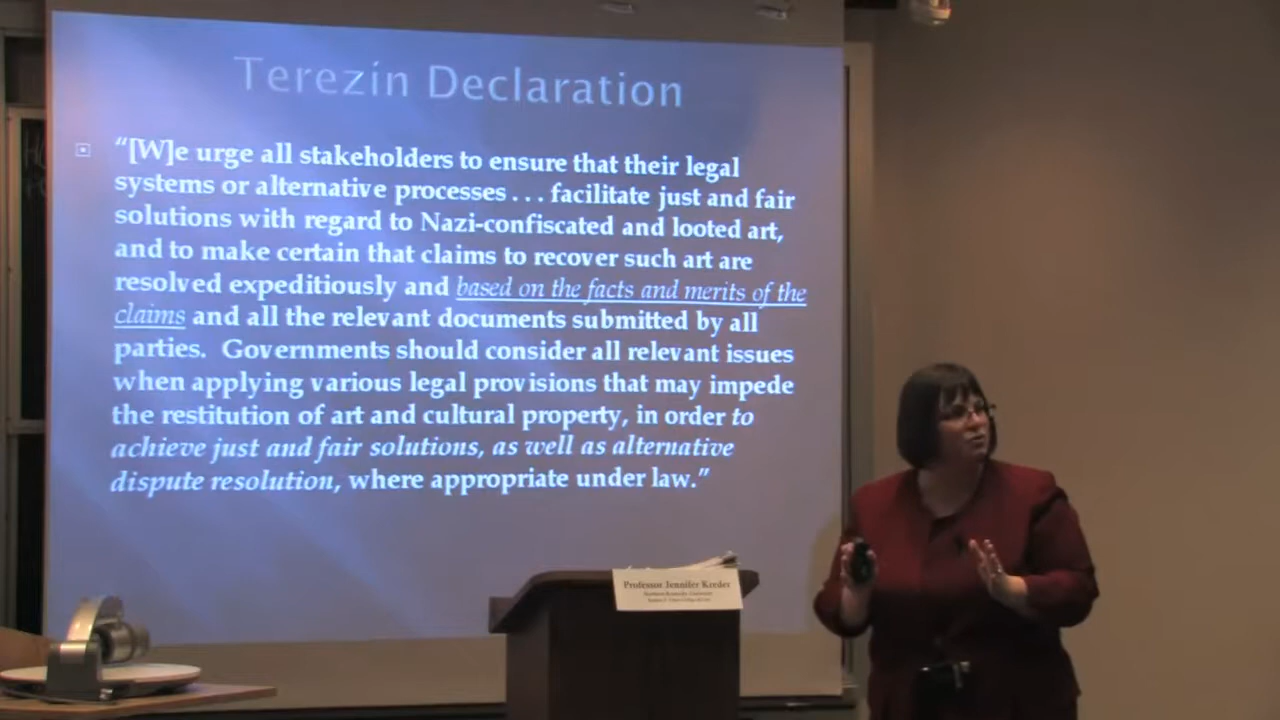 Terezín Declaration
“[W]e urge all stakeholders to ensure that their legal
systems or alternative processes . . . facilitate just and fair
solutions with regard to Nazi-confiscated and looted art,
and to make certain that claims to recover such art are
resolved expeditiously and based on the facts and merits of the
claims and all the relevant documents submitted by all
parties.  Governments should consider all relevant issues
when applying various legal provisions that may impede
the restitution of art and cultural property, in order to
achieve just and fair solutions, as well as alternative
dispute resolution, where appropriate under law.”
Professor Jennifer Kreder
Northern Kentucky University